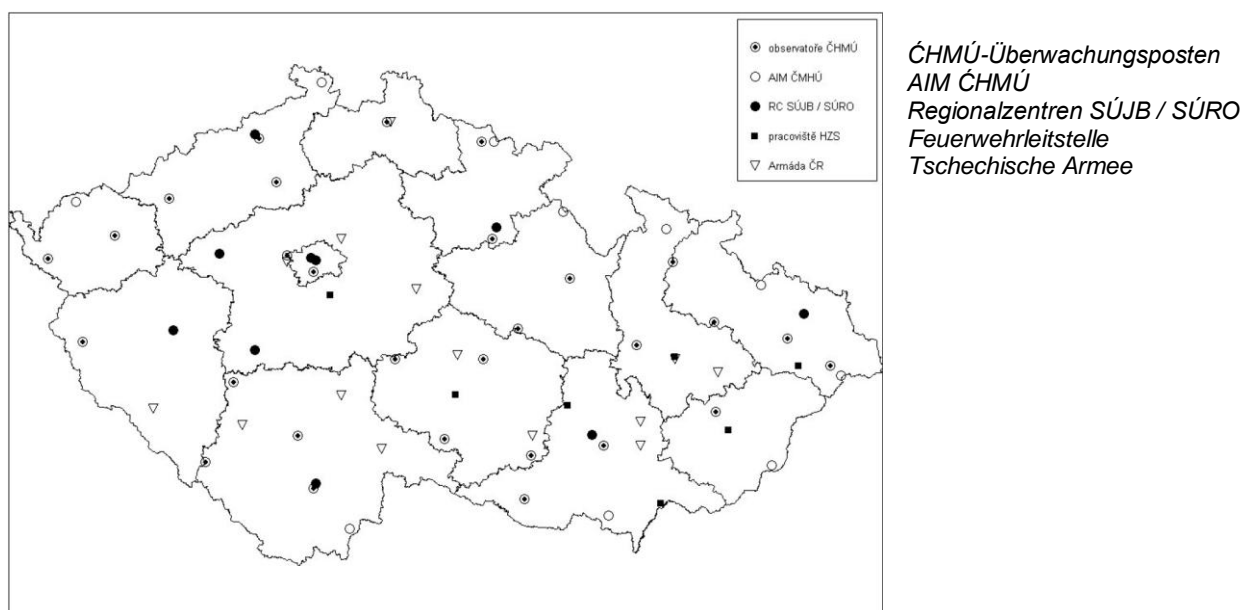 observatoře ČHMÚ
AIM ČMHÚ
RC SÚJB / SÚRO
pracoviště HZS
Armáda ČR
ĆHMÚ-Überwachungsposten
AIM ĆHMÚ
Regionalzentren SÚJB / SÚRO
Feuerwehrleitstelle
Tschechische Armee